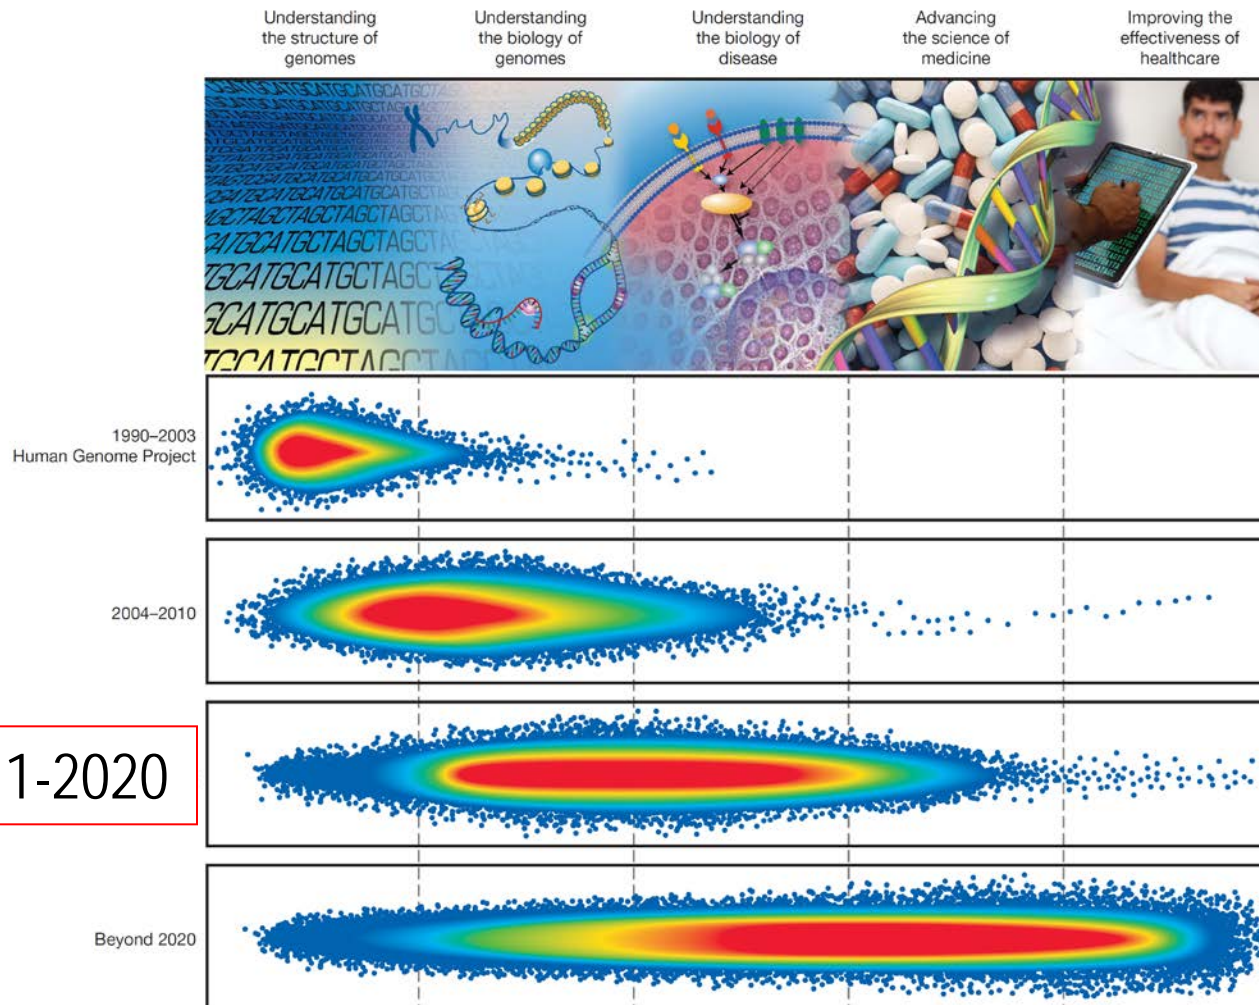 Understanding
the structure of
genomes
Understanding
the biology of
genomes
Understanding
the biology of
disease
Advancing
the science of
medicine
Improving the
effectiveness of
healthcare
1990–2003
Human Genome Project
2004–2010
1-2020
Beyond 2020